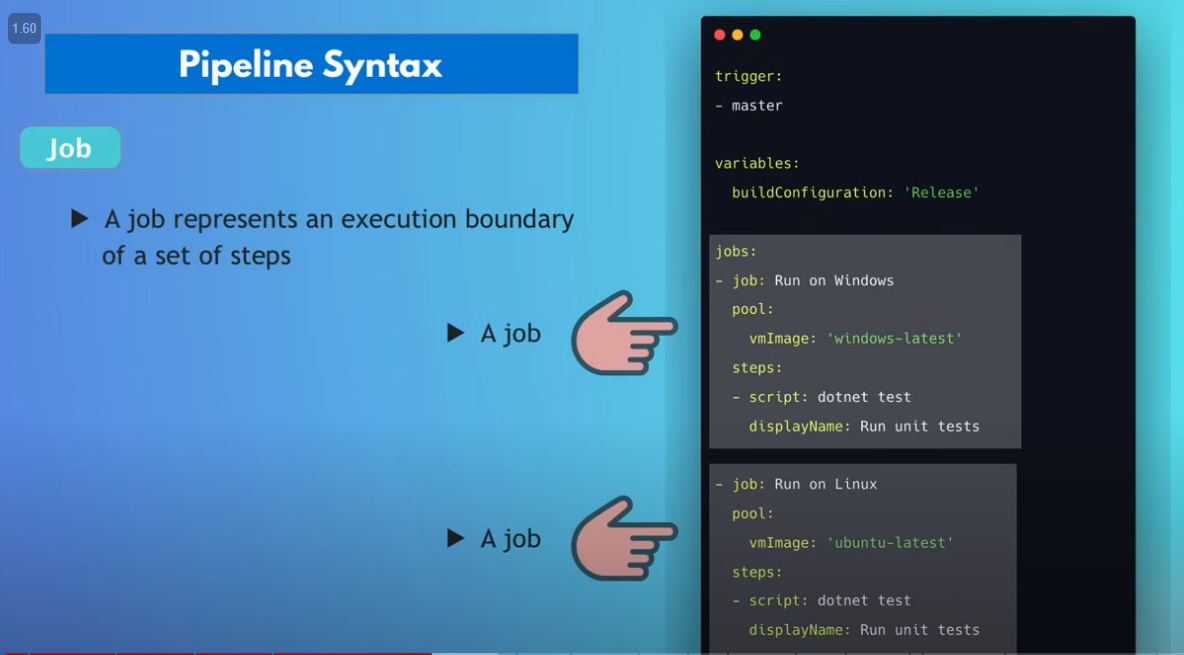 1.60
Pipeline Syntax
Job
A job represents an execution boundary
of a set of steps
A job
A job
trigger:
- master
variables:
buildConfiguration: 'Release'
jobs:
- job: Run on Windows
pool:
vmImage: 'windows-latest'
steps:
- script: dotnet test
displayName: Run unit tests
- job: Run on Linux
pool:
vmImage: 'ubuntu-latest'
steps:
- script: dotnet test
displayName: Run unit tests